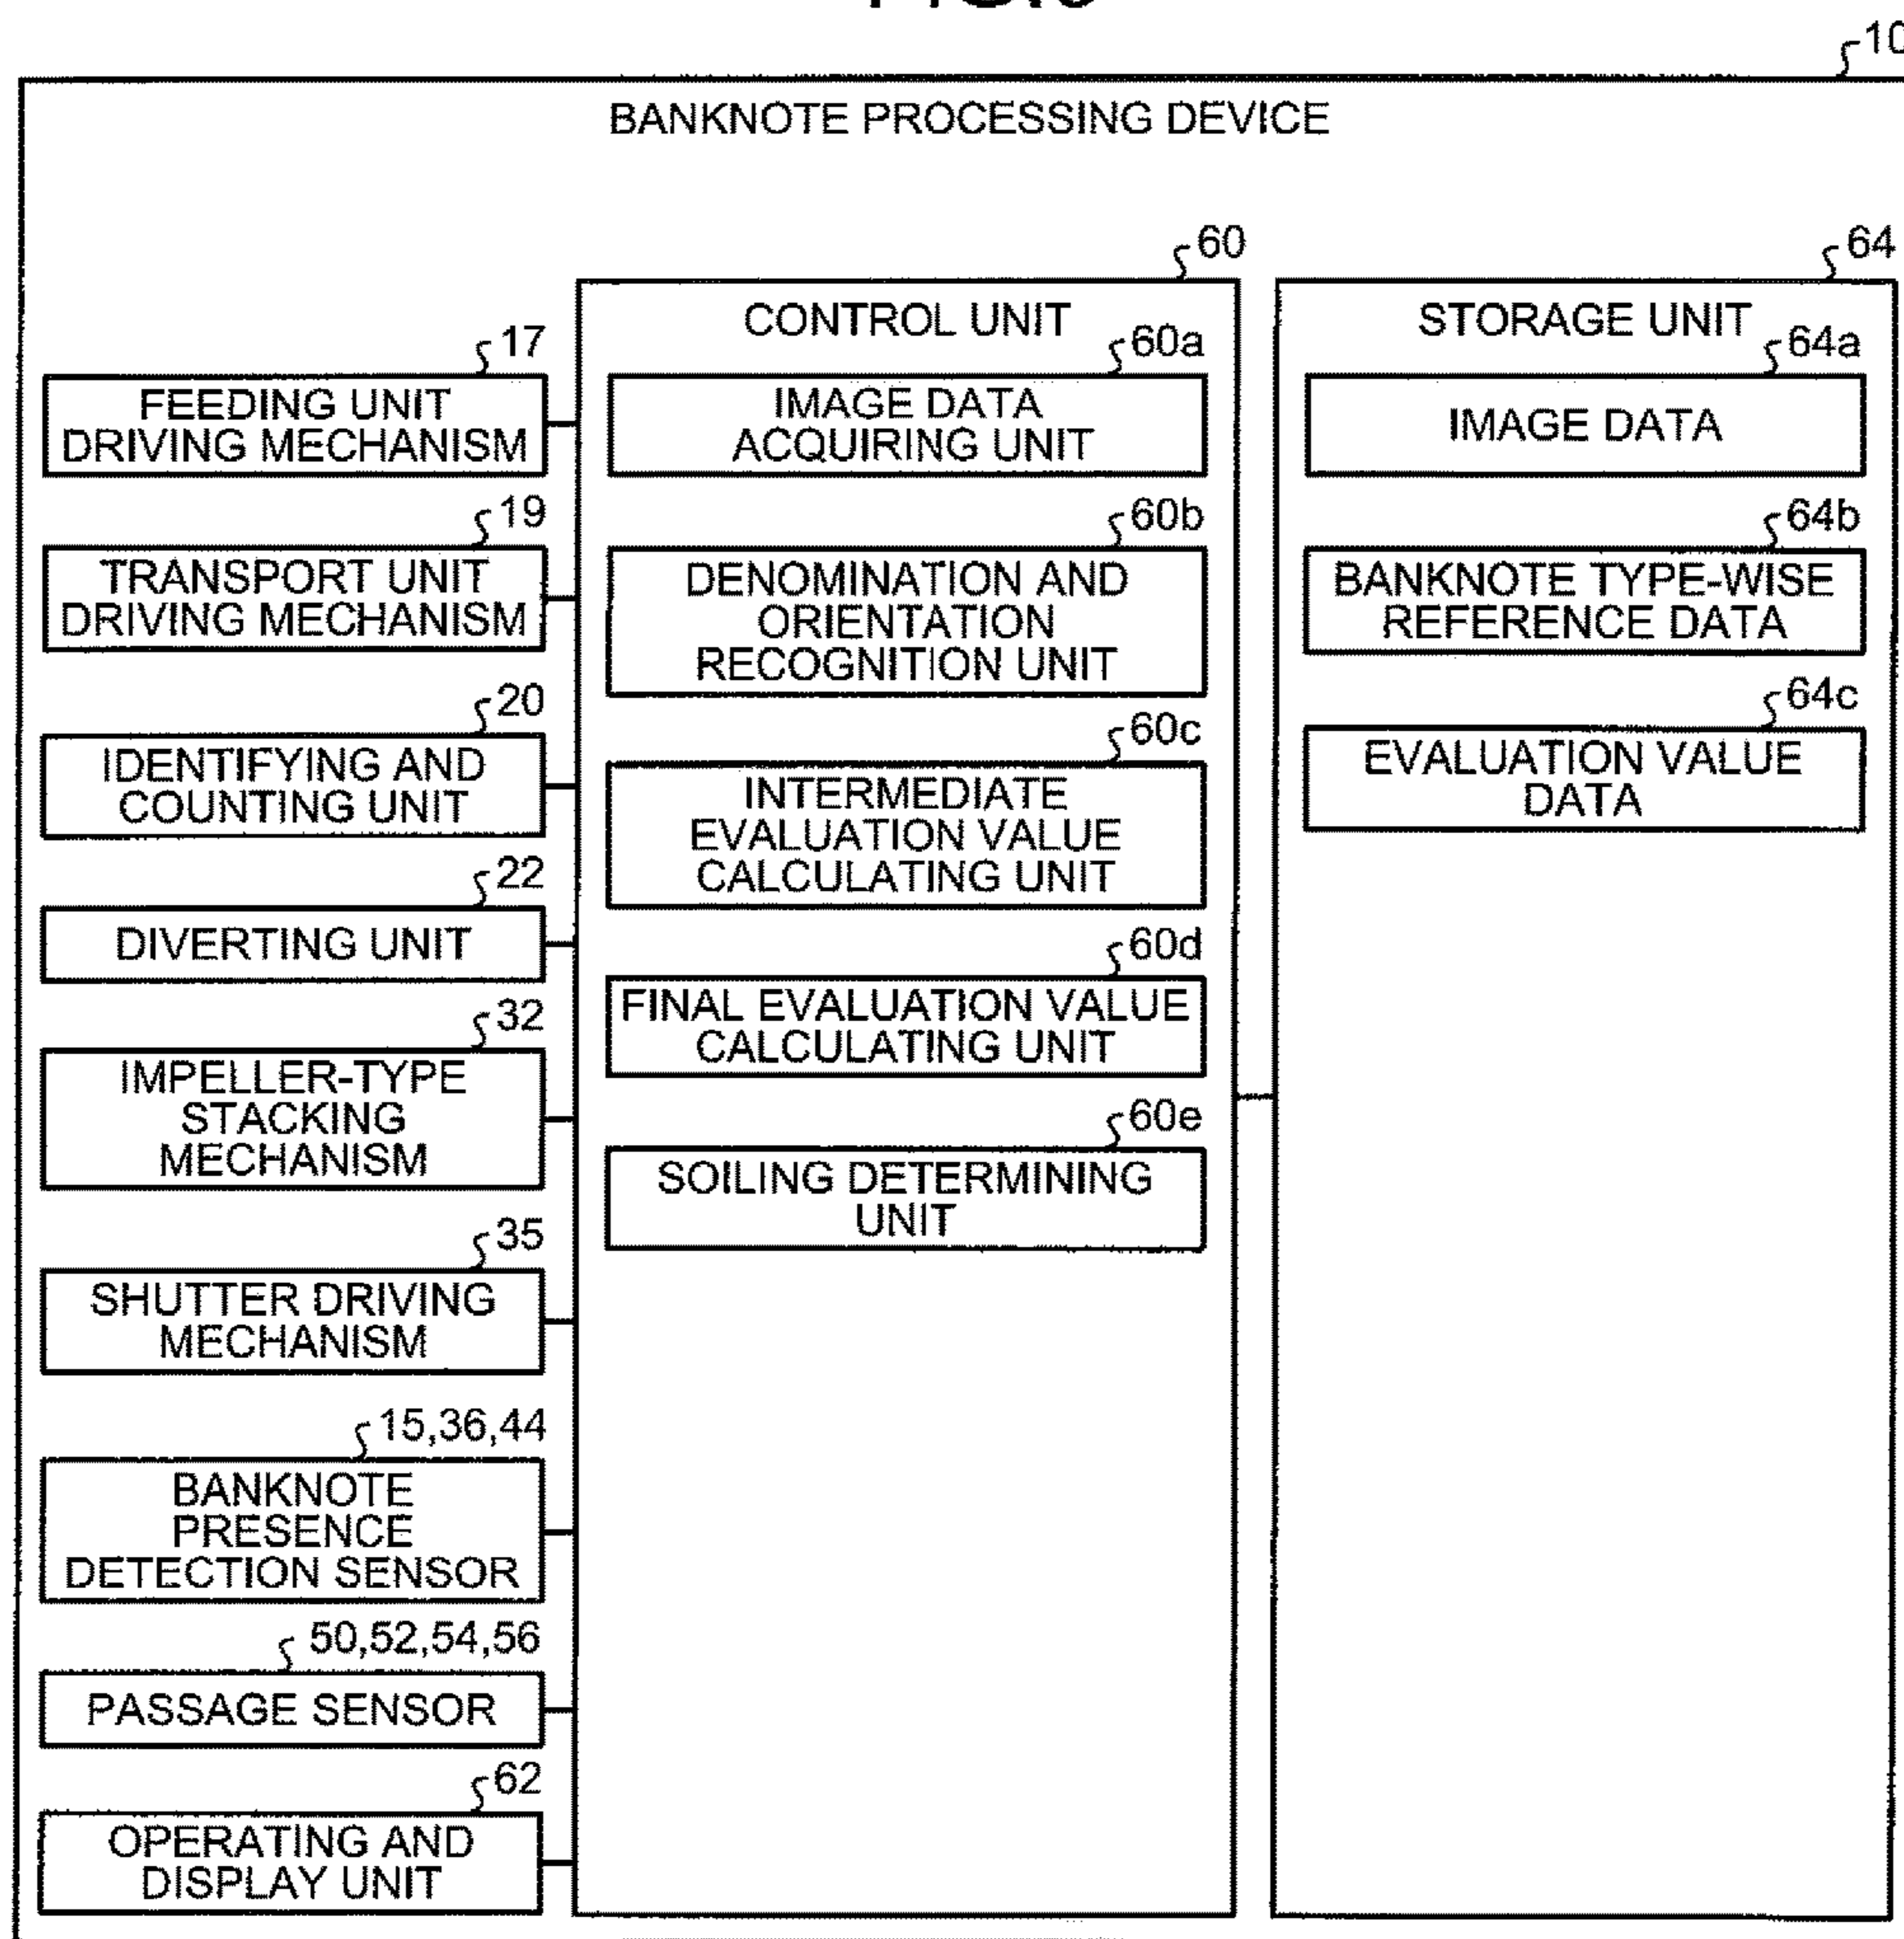 10
BANKNOTE PROCESSING DEVICE
17
FEEDING UNIT
DRIVING MECHANISM
19
TRANSPORT UNIT
DRIVING MECHANISM
20
IDENTIFYING AND
COUNTING UNIT
22
DIVERTING UNIT
32
IMPELLER-TYPE
STACKING
MECHANISM
35
SHUTTER DRIVING
MECHANISM
15,36,44
BANKNOTE
PRESENCE
DETECTION SENSOR
50,52,54,56
PASSAGE SENSOR
62
OPERATING AND
DISPLAY UNIT
60
CONTROL UNIT
60a
IMAGE DATA
ACQUIRING UNIT
60b
DENOMINATION AND
ORIENTATION
RECOGNITION UNIT
60c
INTERMEDIATE
EVALUATION VALUE
CALCULATING UNIT
60d
FINAL EVALUATION VALUE
CALCULATING UNIT
60e
SOILING DETERMINING
UNIT
64
STORAGE UNIT
64a
IMAGE DATA
64b
BANKNOTE TYPE-WISE
REFERENCE DATA
64c
EVALUATION VALUE
DATA